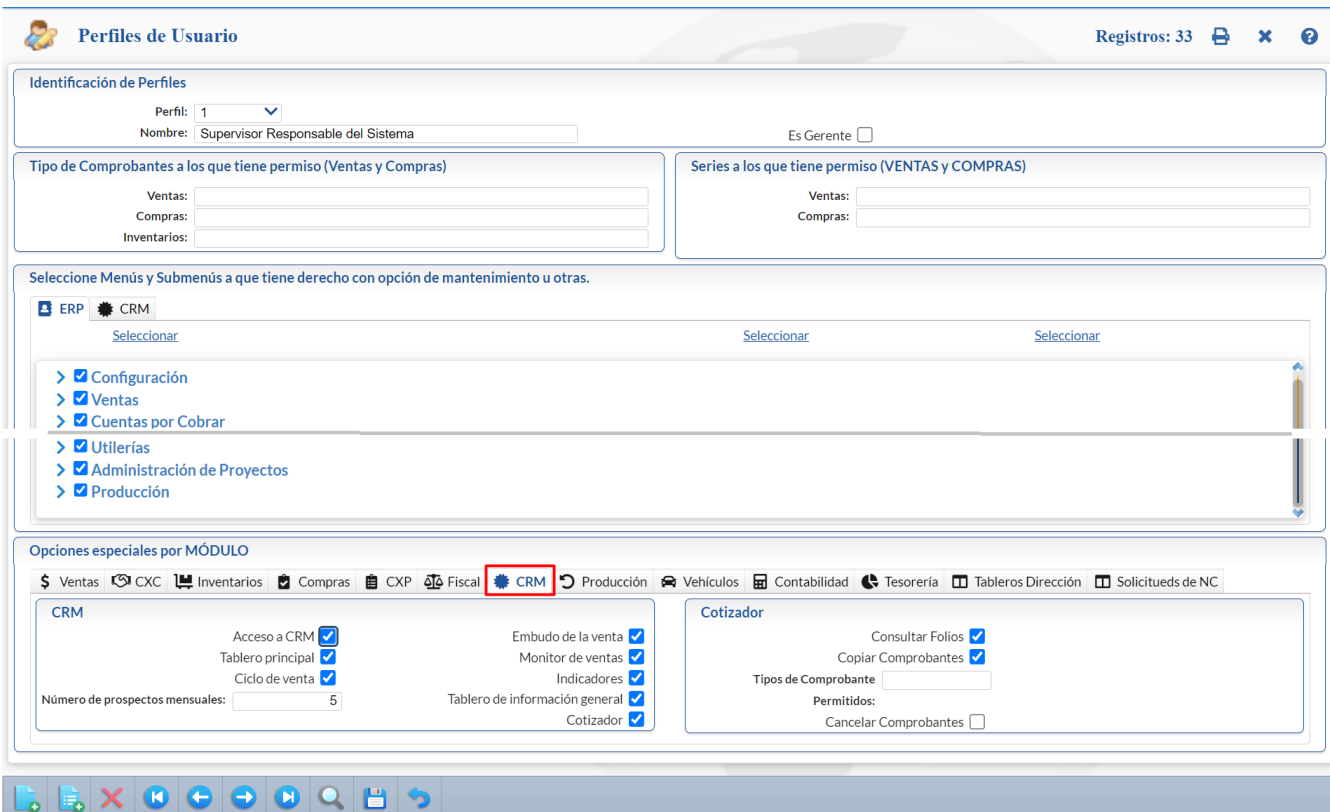 Perfiles de Usuario
Registros: 33
Identificación de Perfiles
Perfil: 1
Nombre: Supervisor Responsable del Sistema
Es Gerente
Tipo de Comprobantes a los que tiene permiso (Ventas y Compras)
Ventas:
Compras:
Inventarios:
Series a los que tiene permiso (VENTAS y COMPRAS)
Ventas:
Compras:
Seleccione Menús y Submenús a que tiene derecho con opción de mantenimiento u otras.
ERP CRM
Seleccionar Seleccionar Seleccionar
Configuración
Ventas
Cuentas por Cobrar
Utilerías
Administración de Proyectos
Producción
Opciones especiales por MÓDULO
Ventas CXC Inventarios Compras CXP Fiscal CRM Producción Vehículos Contabilidad Tesorería Tableros Dirección Solicitueds de NC
CRM
Acceso a CRM
Tablero principal
Ciclo de venta
Número de prospectos mensuales: 5
Embudo de la venta
Monitor de ventas
Indicadores
Tablero de información general
Cotizador
Cotizador
Consultar Folios
Copiar Comprobantes
Tipos de Comprobante
Permitidos:
Cancelar Comprobantes